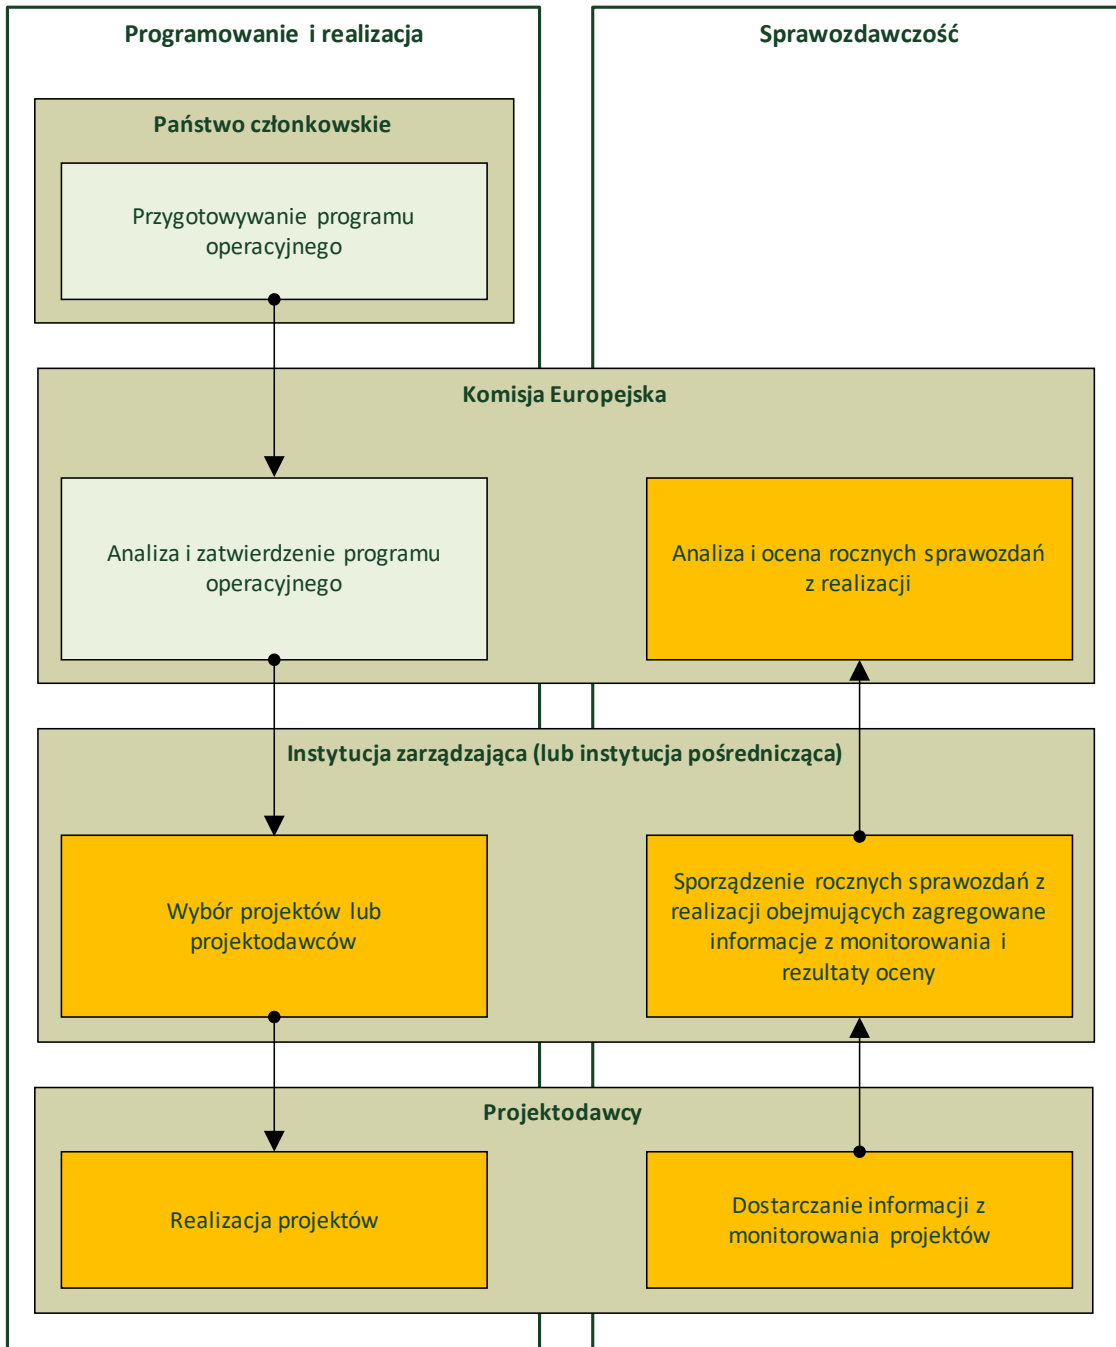 Programowanie i realizacja
Sprawozdawczość
Państwo członkowskie
Przygotowywanie programu
operacyjnego
Komisja Europejska
Analiza i zatwierdzenie programu
operacyjnego
Analiza i ocena rocznych sprawozdań
z realizacji
Instytucja zarządzająca (lub instytucja pośrednicząca)
Wybór projektów lub
projektodawców
Sporządzenie rocznych sprawozdań z
realizacji obejmujących zagregowane
informacje z monitorowania i
rezultaty oceny
Projektodawcy
Realizacja projektów
Dostarczanie informacji z
monitorowania projektów